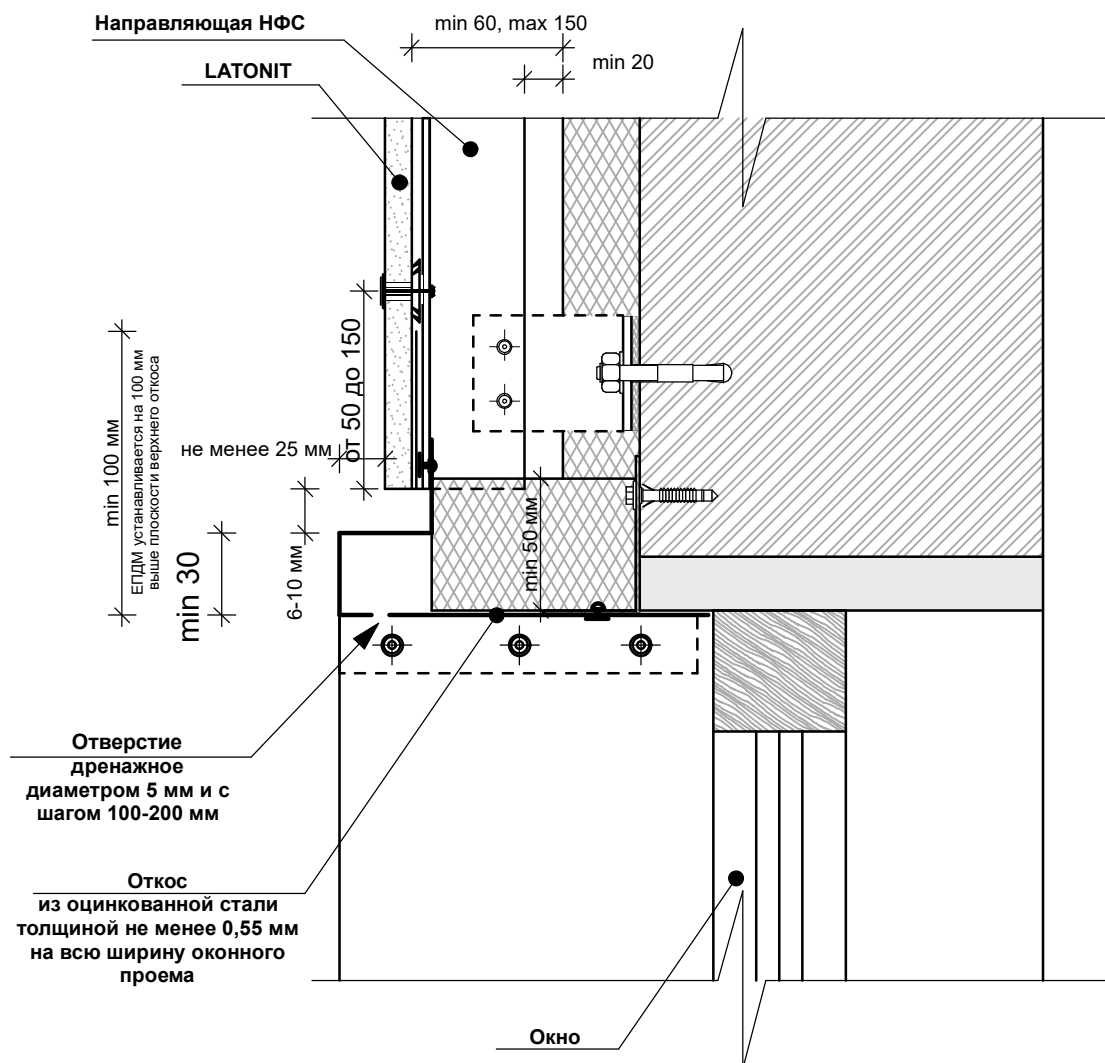 Направляющая НФС
min 60, max 150
LATONIT
min 20
от 50 до 150
min 100 мм
ЕПДМ устанавливается на 100 мм
выше плоскости верхнего откоса
не менее 25 мм
min 50 мм
6-10 мм
min 30
Отверстие
дренажное
диаметром 5 мм и с
шагом 100-200 мм
Откос
из оцинкованной стали
толщиной не менее 0,55 мм
на всю ширину оконного
проема
Окно